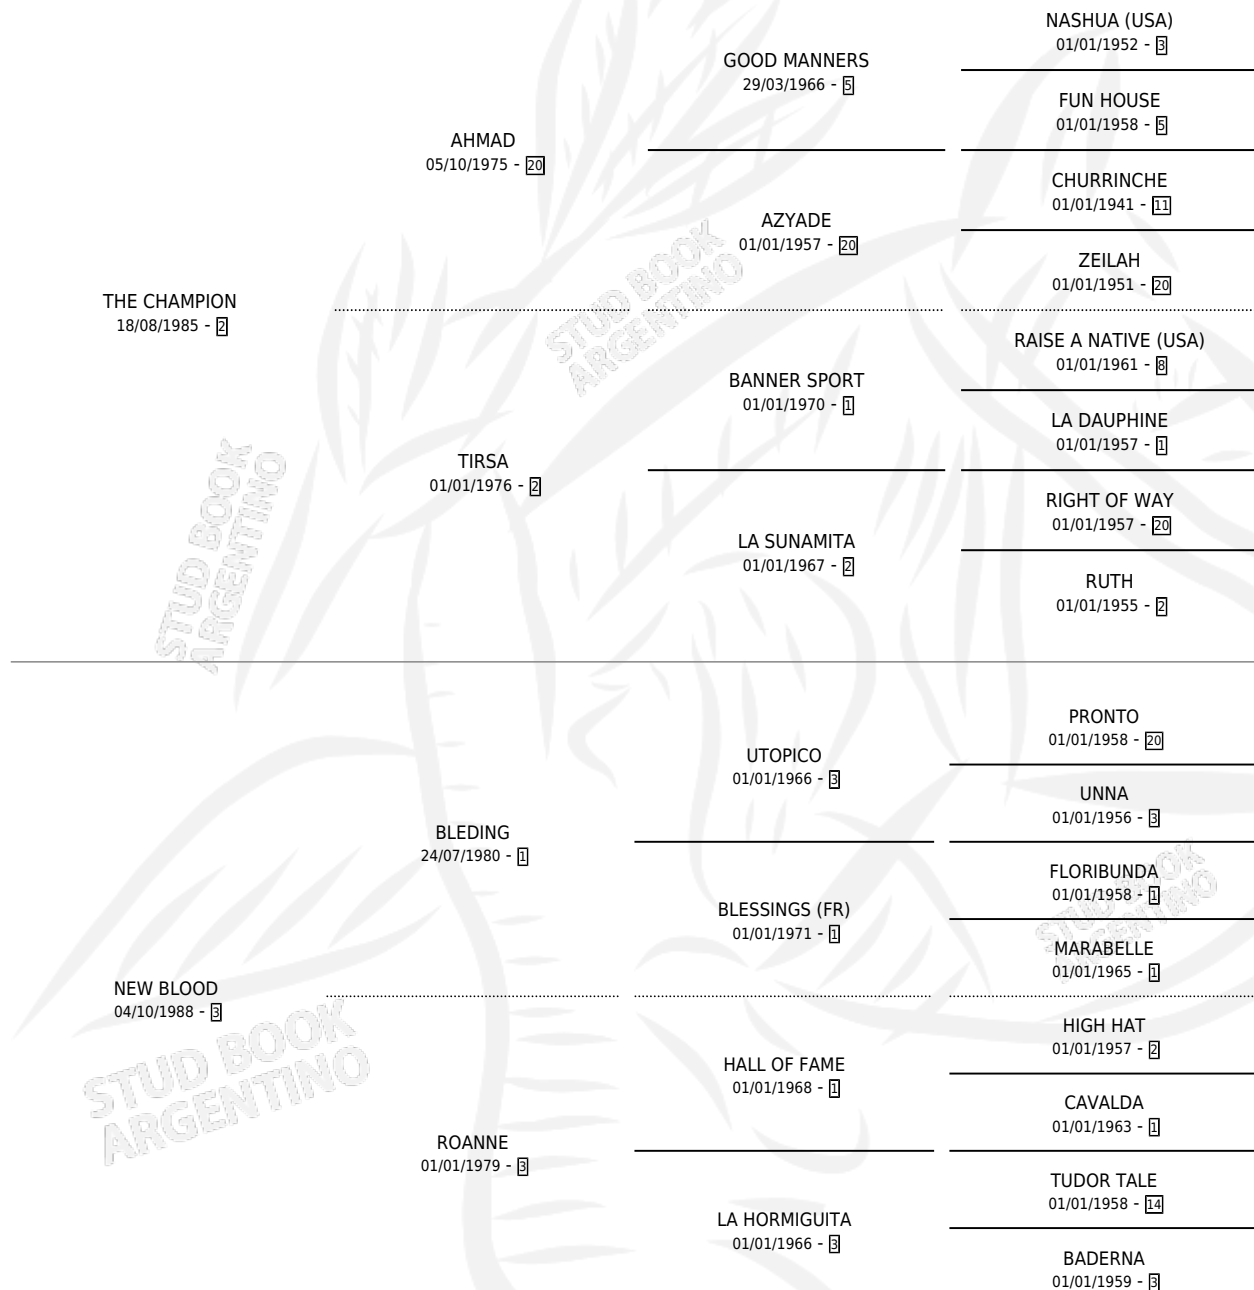 NASHUA (USA)
01/01/1952 - 3
GOOD MANNERS
29/03/1966 - 5
FUN HOUSE
01/01/1958 - 5
AHMAD
05/10/1975 - 20
CHURRINCHE
01/01/1941 - 11
AZYADE
01/01/1957 - 20
ZEILAH
01/01/1951 - 20
THE CHAMPION
18/08/1985 - 2
STUD BOOK
ARGENTINO
RAISE A NATIVE (USA)
01/01/1961 - 8
BANNER SPORT
01/01/1970 - 1
LA DAUPHINE
01/01/1957 - 1
TIRSA
01/01/1976 - 2
RIGHT OF WAY
01/01/1957 - 20
LA SUNAMITA
01/01/1967 - 2
RUTH
01/01/1955 - 2
STUD BOOK
ARGENTINO
PRONTO
01/01/1958 - 20
UTOPICO
01/01/1966 - 3
UNNA
01/01/1956 - 3
BLEDING
24/07/1980 - 1
FLORIBUNDA
01/01/1958 - 1
BLESSINGS (FR)
01/01/1971 - 1
MARABELLE
01/01/1965 - 1
STUD BOOK
ARGENTINO
NEW BLOOD
04/10/1988 - 3
STUD BOOK
ARGENTINO
HIGH HAT
01/01/1957 - 2
HALL OF FAME
01/01/1968 - 1
CAVALDA
01/01/1963 - 1
ROANNE
01/01/1979 - 3
TUDOR TALE
01/01/1958 - 14
LA HORMIGUITA
01/01/1966 - 3
BADERNA
01/01/1959 - 3